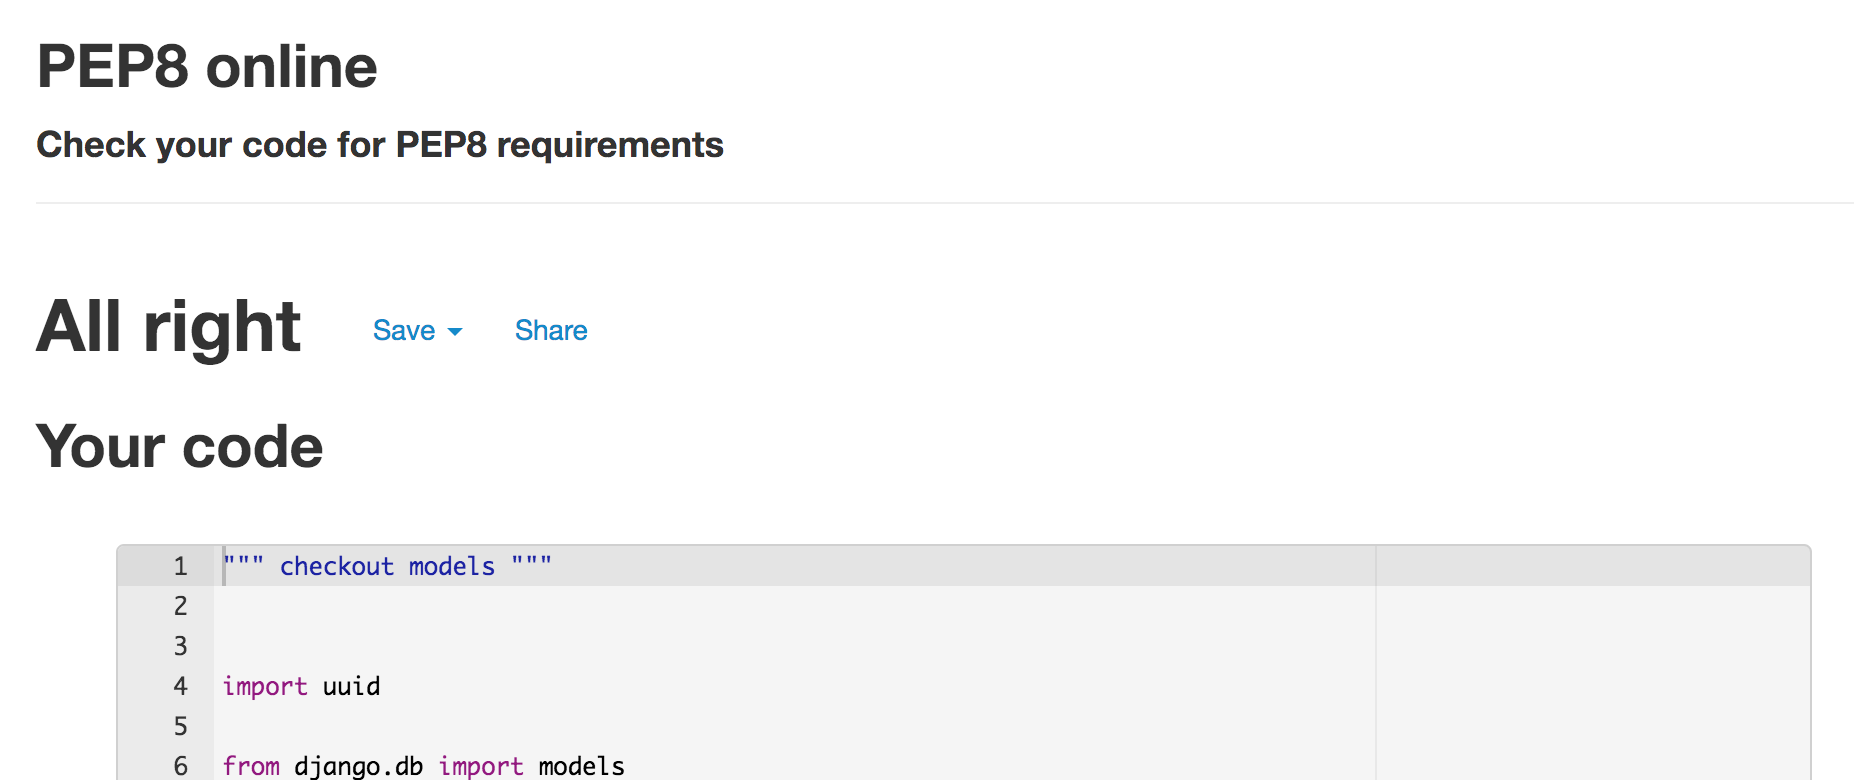 PEP8 online
Check your code for PEP8 requirements
All right Save Share
Your code
1 """ checkout models """
2
3
4 import uuid
5
6 from django.db import models